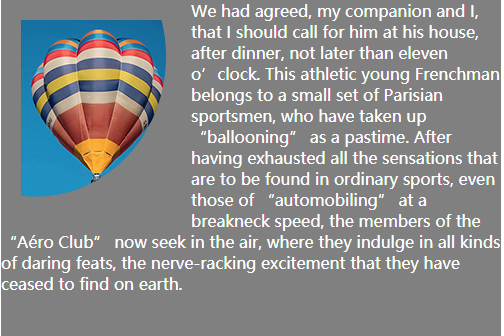 We had agreed, my companion and I,
that I should call for him at his house,
after dinner, not later than eleven
o’clock. This athletic young Frenchman
belongs to a small set of Parisian
sportsmen, who have taken up
“ballooning” as a pastime. After
having exhausted all the sensations that
are to be found in ordinary sports, even
those of “automobiling” at a
breakneck speed, the members of the
“Aéro Club” now seek in the air, where they indulge in all kinds
of daring feats, the nerve-racking excitement that they have
ceased to find on earth.